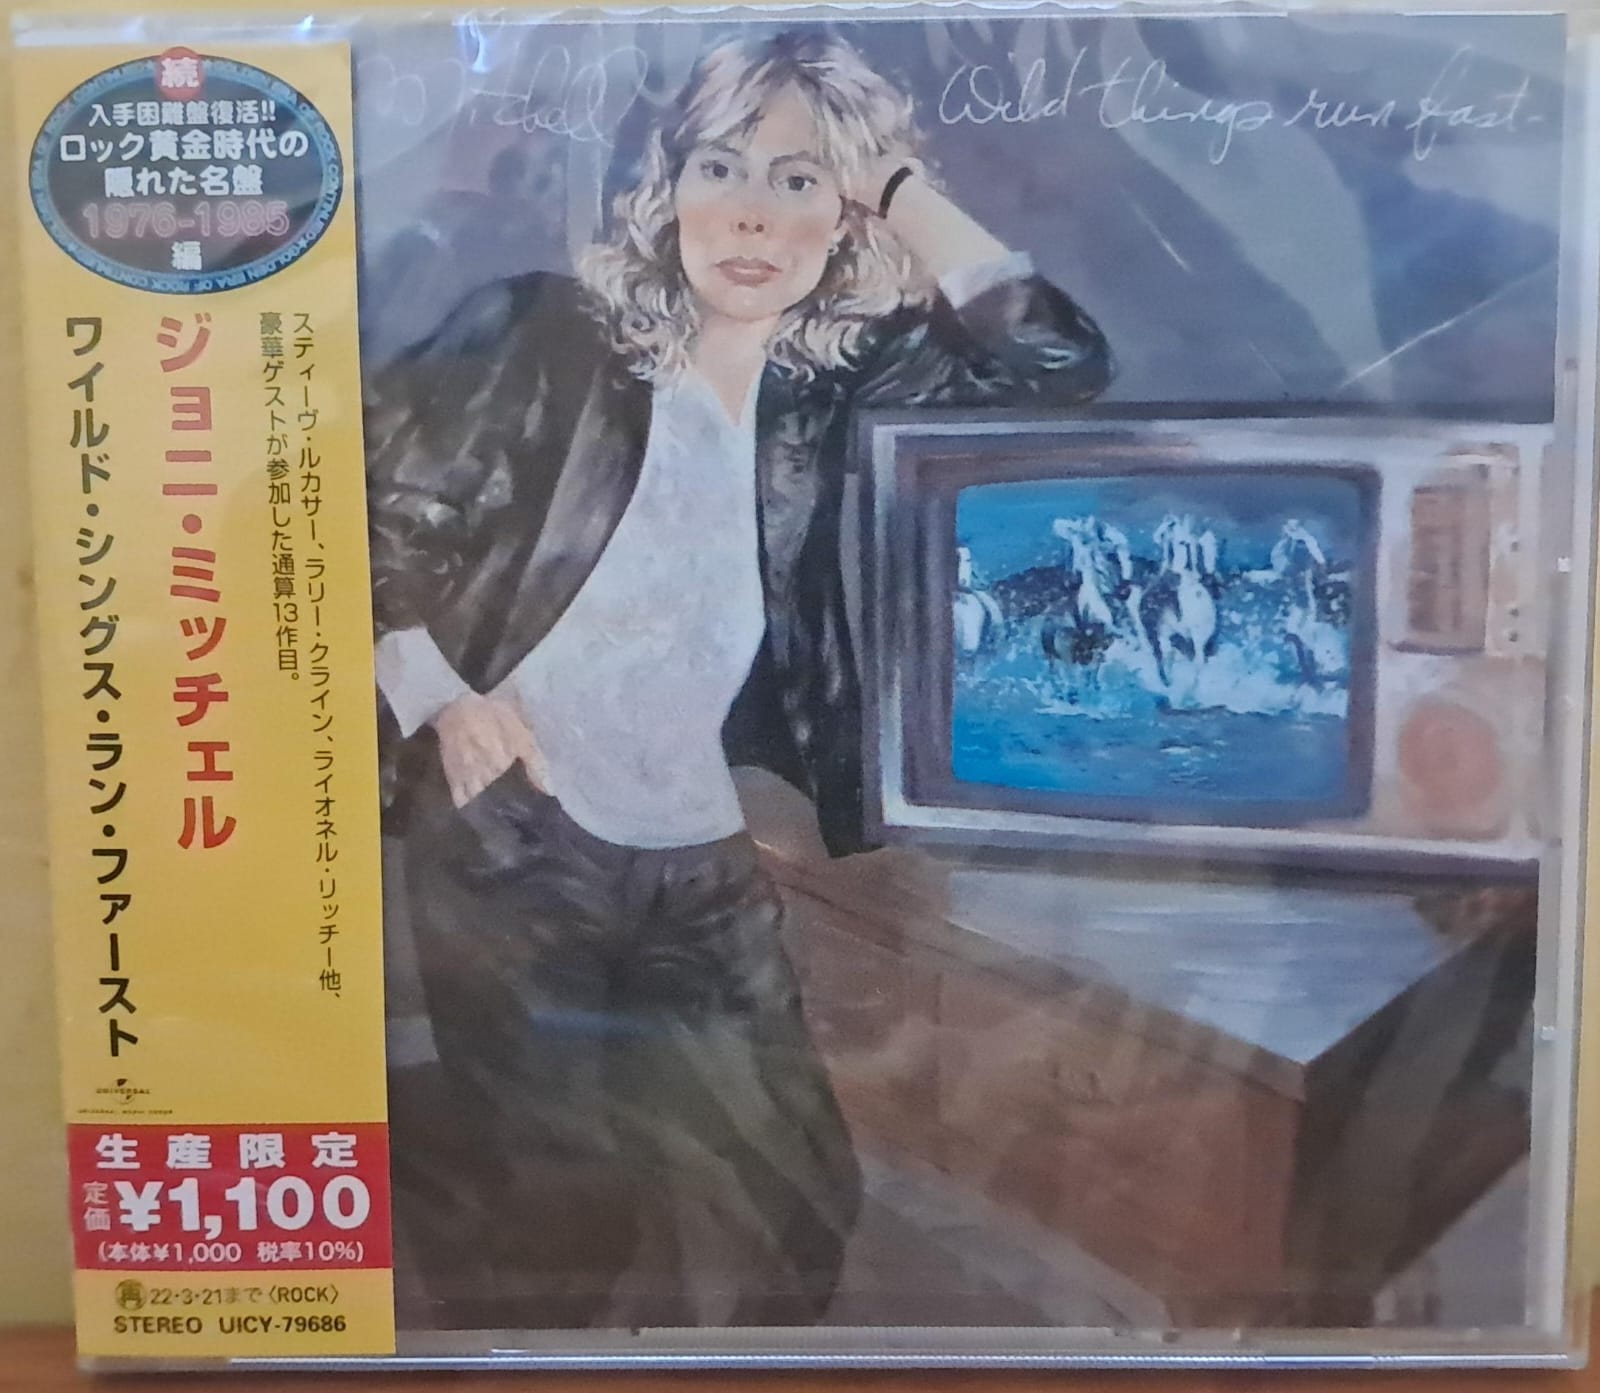 続
入手困難盤復活!!
ロック黄金時代の
隠れた名盤
1976-1985
編
スティーヴ・ルカサー、ラリー・クライン、ライオネル・リッチー他、
豪華ゲストが参加した通算13作目。
ジョニ・ミッチェル
ワイルド・シングス・ラン・ファースト
UNIVERSAL
UNIVERSAL MUSIC GROUP
生産限定
定価 ¥1,100
(本体¥1,000 税率10%)
再 22・3・21まで〈ROCK〉
STEREO UICY-79686
Mitchell
Wild things run fast-